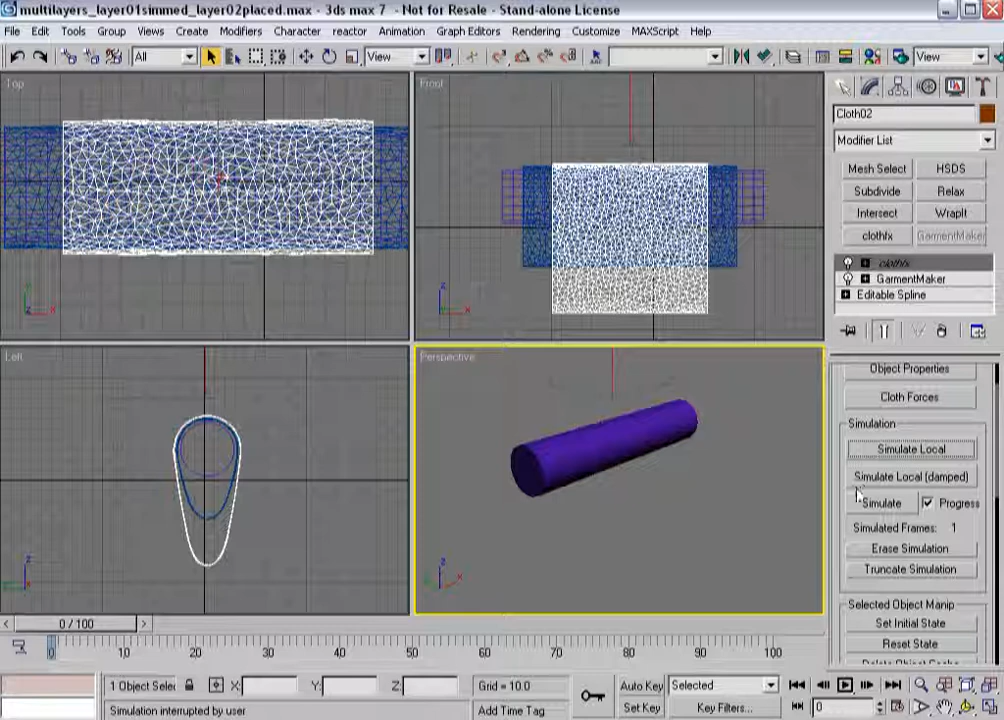 multilayers_layer01simmed_layer02placed.max - 3ds max 7 - Not for Resale - Stand-alone License
File Edit Tools Group Views Create Modifiers Character reactor Animation Graph Editors Rendering Customize MAXScript Help
All View View
Top
Front
Cloth02
Modifier List
Mesh Select HSDS
Subdivide Relax
Intersect WrapIt
clothfx GarmentMaker
clothfx
GarmentMaker
Editable Spline
Left
Perspective
Object Properties
Cloth Forces
Simulation
Simulate Local
Simulate Local (damped)
Simulate Progress
Simulated Frames: 1
Erase Simulation
Truncate Simulation
Selected Object Manip
Set Initial State
Reset State
Delete Object Cache
0 / 100
0 10 20 30 40 50 60 70 80 90 100
1 Object Selec X: Y: Z: Grid = 10.0 Auto Key Selected
Simulation interrupted by user Add Time Tag Set Key Key Filters... 0